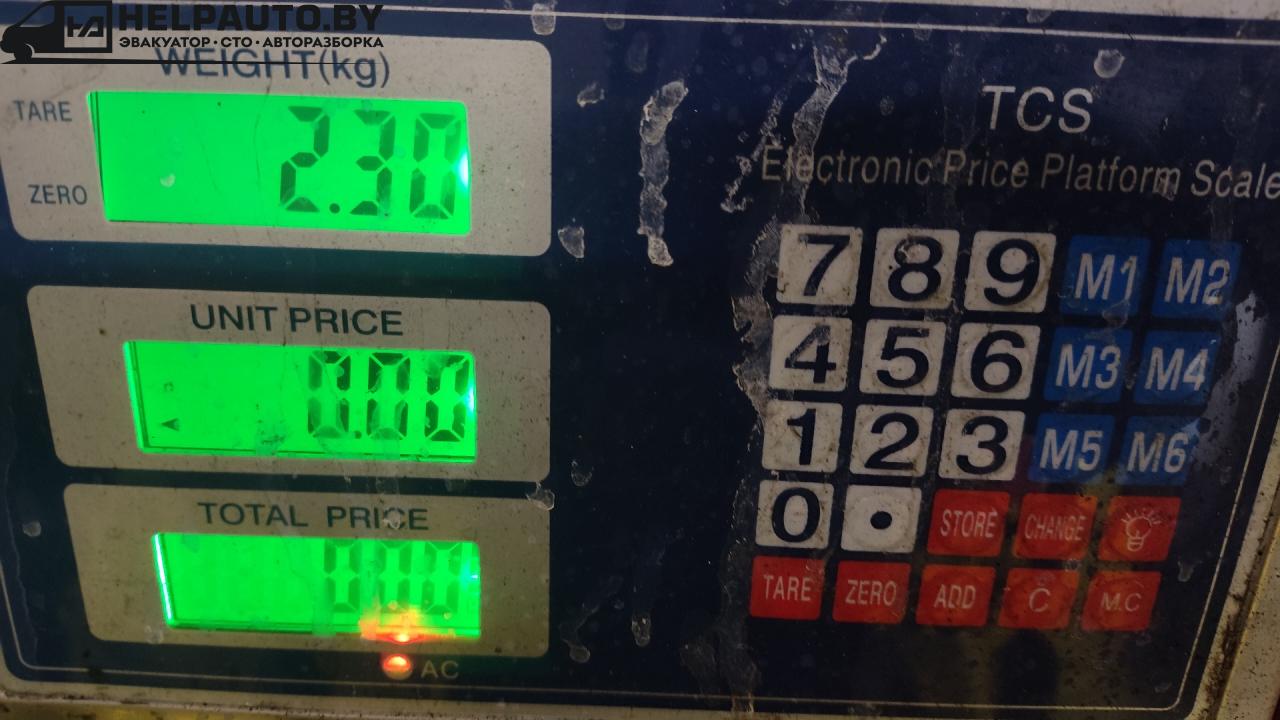 HELPAUTO.BY
ЭВАКУАТОР·СТО·АВТОРАЗБОРКА
WEIGHT(kg)
TARE
2.30
ZERO
UNIT PRICE
0.00
TOTAL PRICE
0.00
AC
TCS
Electronic Price Platform Scale
7 8 9 M1 M2
4 5 6 M3 M4
1 2 3 M5 M6
0 . STORE CHANGE
TARE ZERO ADD C M.C